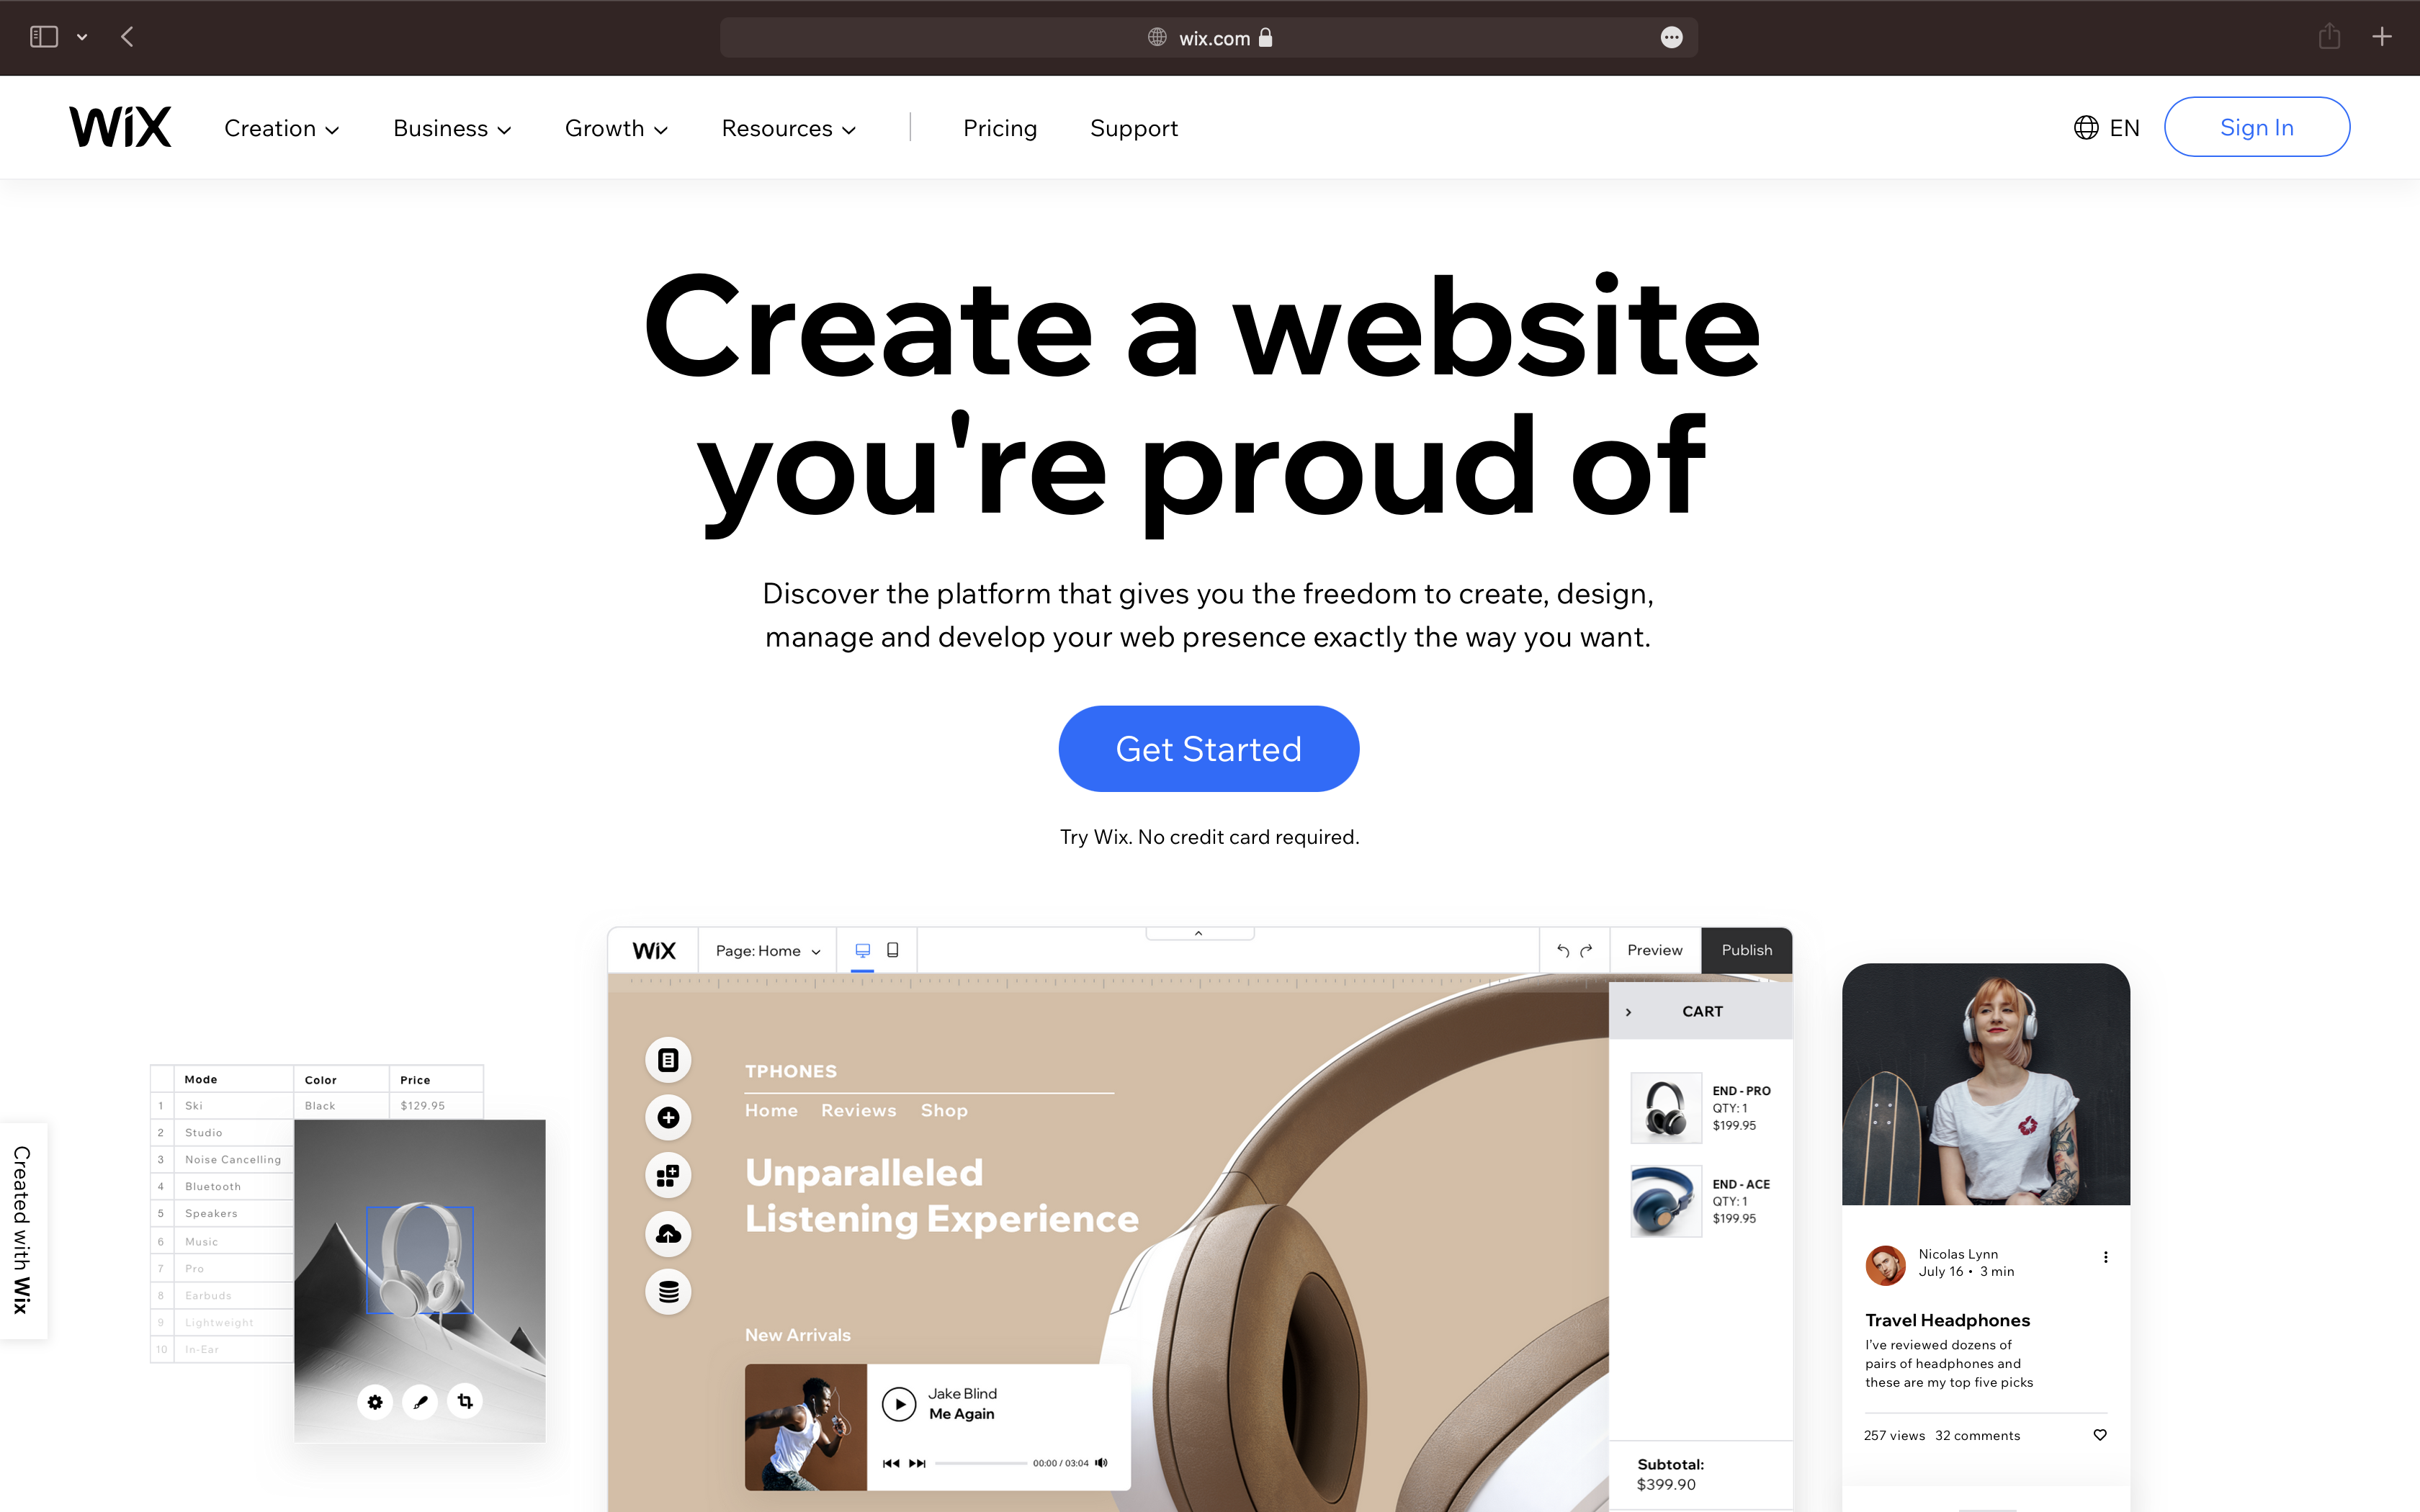 wix.com
WiX
Creation
Business
Growth
Resources
Pricing
Support
EN
Sign In
Create a website
you're proud of
Discover the platform that gives you the freedom to create, design,
manage and develop your web presence exactly the way you want.
Get Started
Try Wix. No credit card required.
Created with Wix
Mode Color Price
1 Ski Black $129.95
2 Studio
3 Noise Cancelling
4 Bluetooth
5 Speakers
6 Music
7 Pro
8 Earbuds
9 Lightweight
10 In-Ear
WiX
Page: Home
Preview
Publish
TPHONES
Home Reviews Shop
Unparalleled
Listening Experience
New Arrivals
Jake Blind
Me Again
00:00 / 03:04
CART
END - PRO
QTY: 1
$199.95
END - ACE
QTY: 1
$199.95
Subtotal:
$399.90
Nicolas Lynn
July 16 • 3 min
Travel Headphones
I've reviewed dozens of
pairs of headphones and
these are my top five picks
257 views 32 comments